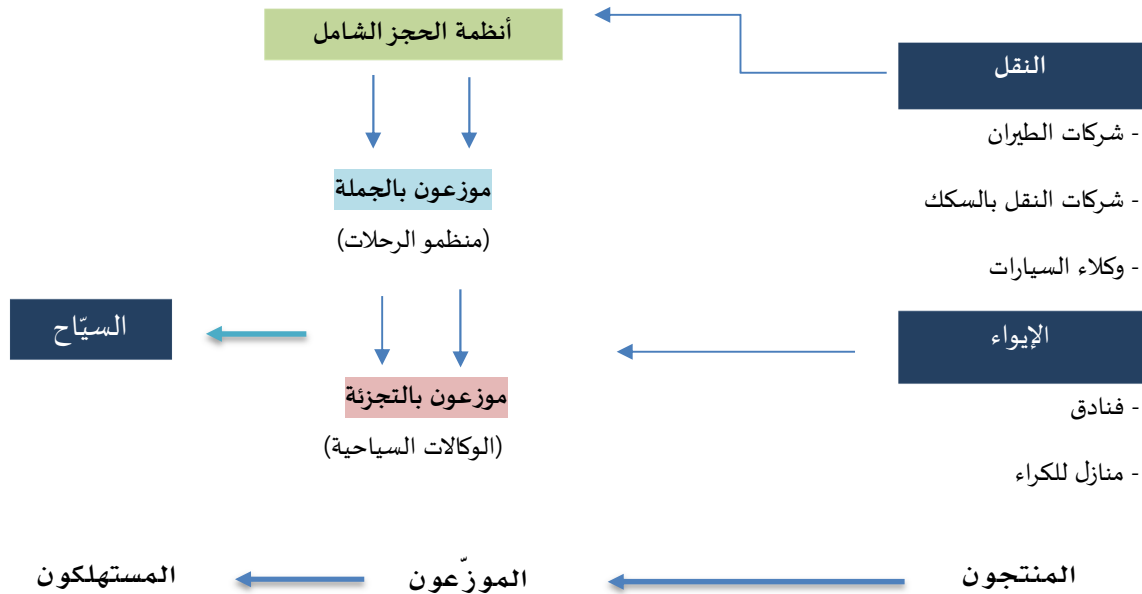 أنظمة الحجز الشامل
النقل
- شركات الطيران
موزعون بالجملة
- شركات النقل بالسكك
(منظمو الرحلات)
- وكلاء السيارات
السيّاح
الإيواء
موزعون بالتجزئة
- فنادق
(الوكالات السياحية)
- منازل للكراء
المنتجون
الموزّعون
المستهلكون